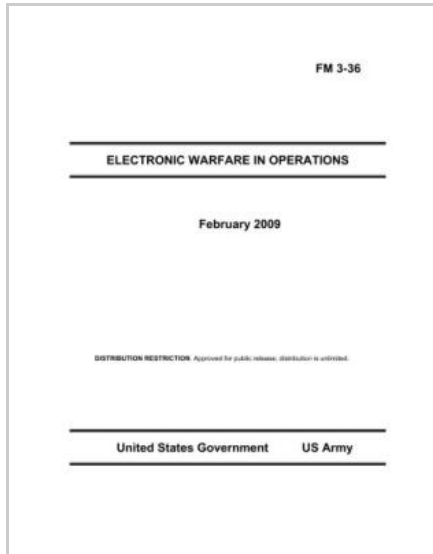 FM 3-36
ELECTRONIC WARFARE IN OPERATIONS
February 2009
DISTRIBUTION RESTRICTION. Approved for public release; distribution is unlimited.
United States Government US Army